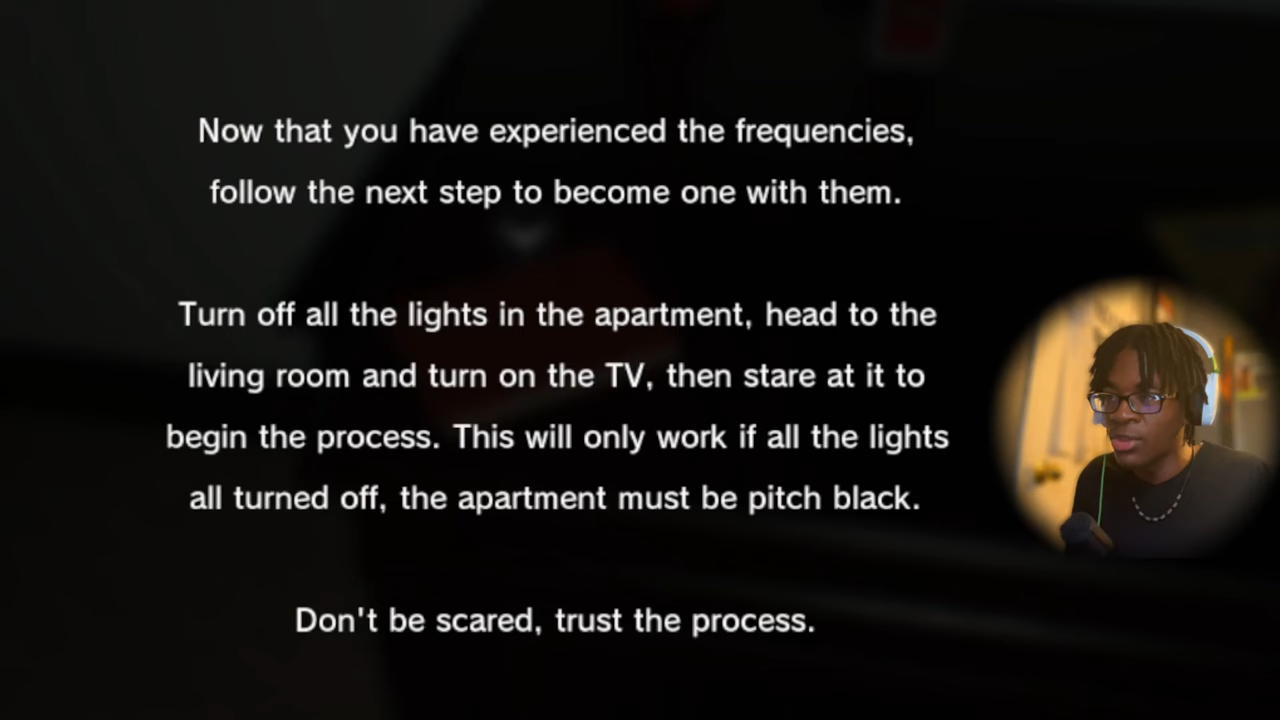 Now that you have experienced the frequencies,
follow the next step to become one with them.
Turn off all the lights in the apartment, head to the
living room and turn on the TV, then stare at it to
begin the process. This will only work if all the lights
all turned off, the apartment must be pitch black.
Don't be scared, trust the process.